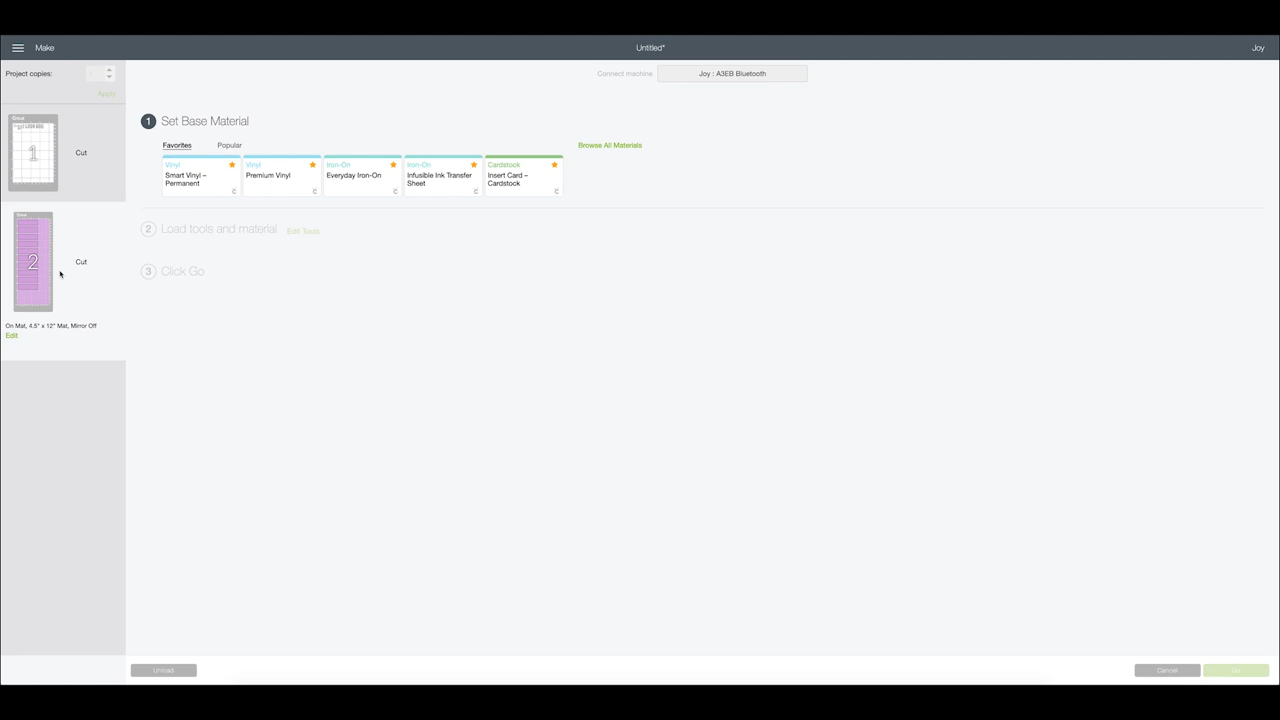 Make
Untitled*
Joy
Project copies:
Apply
Connect machine
Joy : A3EB Bluetooth
1 Set Base Material
Favorites
Popular
Browse All Materials
Vinyl
Smart Vinyl –
Permanent
Vinyl
Premium Vinyl
Iron-On
Everyday Iron-On
Iron-On
Infusible Ink Transfer
Sheet
Cardstock
Insert Card –
Cardstock
2 Load tools and material
Edit Tools
3 Click Go
1
Cut
2
Cut
On Mat, 4.5" x 12" Mat, Mirror Off
Edit
Unload
Cancel
Go